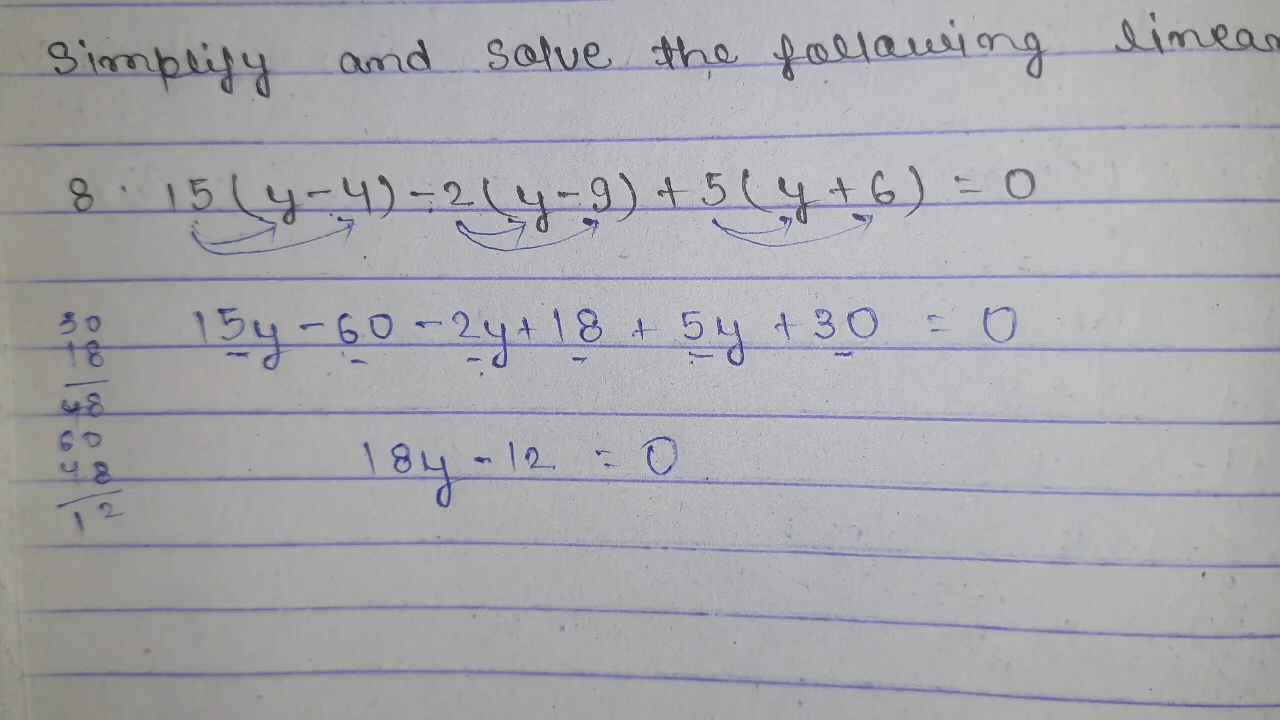 Simplify and solve the following linear
8. 15(y-4)-2(y-9)+5(y+6)=0
30 15y-60-2y+18+5y+30=0
18
48
60 18y-12=0
48
12